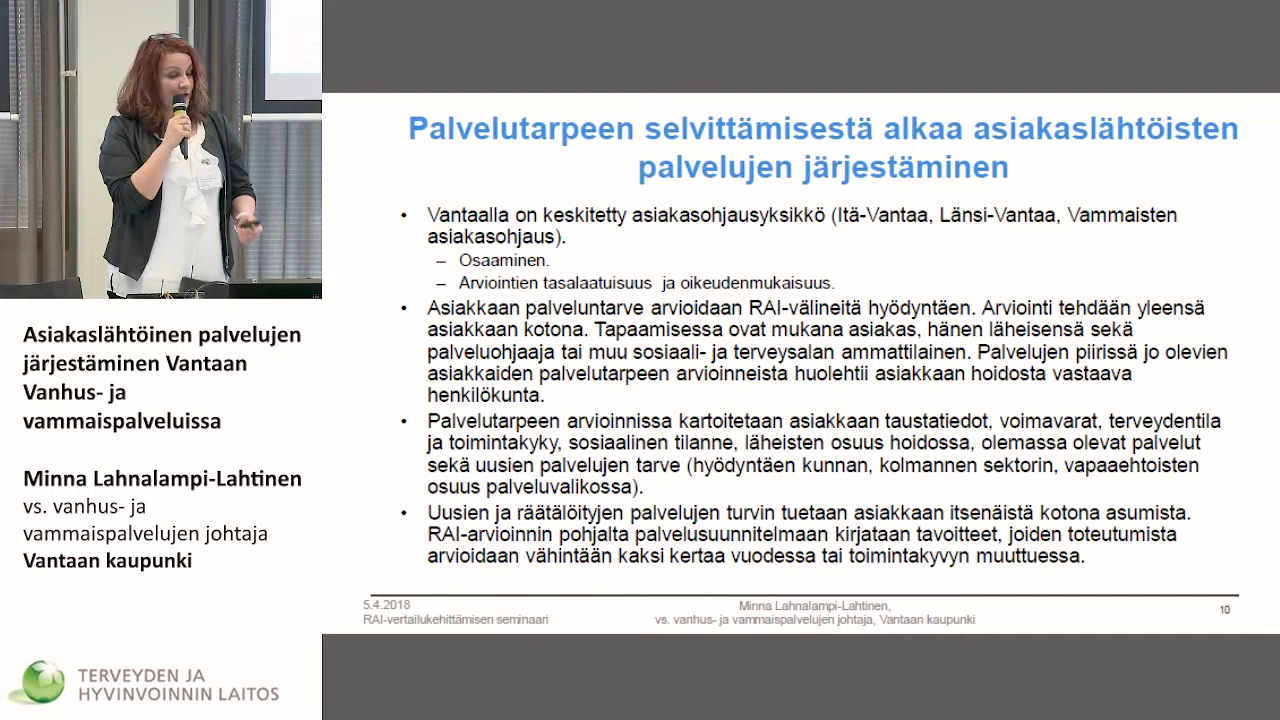 Palvelutarpeen selvittämisestä alkaa asiakaslähtöisten
palvelujen järjestäminen
• Vantaalla on keskitetty asiakasohjausyksikkö (Itä-Vantaa, Länsi-Vantaa, Vammaisten
asiakasohjaus).
– Osaaminen.
– Arviointien tasalaatuisuus ja oikeudenmukaisuus.
• Asiakkaan palveluntarve arvioidaan RAI-välineitä hyödyntäen. Arviointi tehdään yleensä
asiakkaan kotona. Tapaamisessa ovat mukana asiakas, hänen läheisensä sekä
palveluohjaaja tai muu sosiaali- ja terveysalan ammattilainen. Palvelujen piirissä jo olevien
asiakkaiden palvelutarpeen arvioinneista huolehtii asiakkaan hoidosta vastaava
henkilökunta.
• Palvelutarpeen arvioinnissa kartoitetaan asiakkaan taustatiedot, voimavarat, terveydentila
ja toimintakyky, sosiaalinen tilanne, läheisten osuus hoidossa, olemassa olevat palvelut
sekä uusien palvelujen tarve (hyödyntäen kunnan, kolmannen sektorin, vapaaehtoisten
osuus palveluvalikossa).
• Uusien ja räätälöityjen palvelujen turvin tuetaan asiakkaan itsenäistä kotona asumista.
RAI-arvioinnin pohjalta palvelusuunnitelmaan kirjataan tavoitteet, joiden toteutumista
arvioidaan vähintään kaksi kertaa vuodessa tai toimintakyvyn muuttuessa.
5.4.2018
RAI-vertailukehittämisen seminaari
Minna Lahnalampi-Lahtinen,
vs. vanhus- ja vammaispalvelujen johtaja, Vantaan kaupunki
10
Asiakaslähtöinen palvelujen
järjestäminen Vantaan
Vanhus- ja
vammaispalveluissa
Minna Lahnalampi-Lahtinen
vs. vanhus- ja
vammaispalvelujen johtaja
Vantaan kaupunki
TERVEYDEN JA
HYVINVOINNIN LAITOS